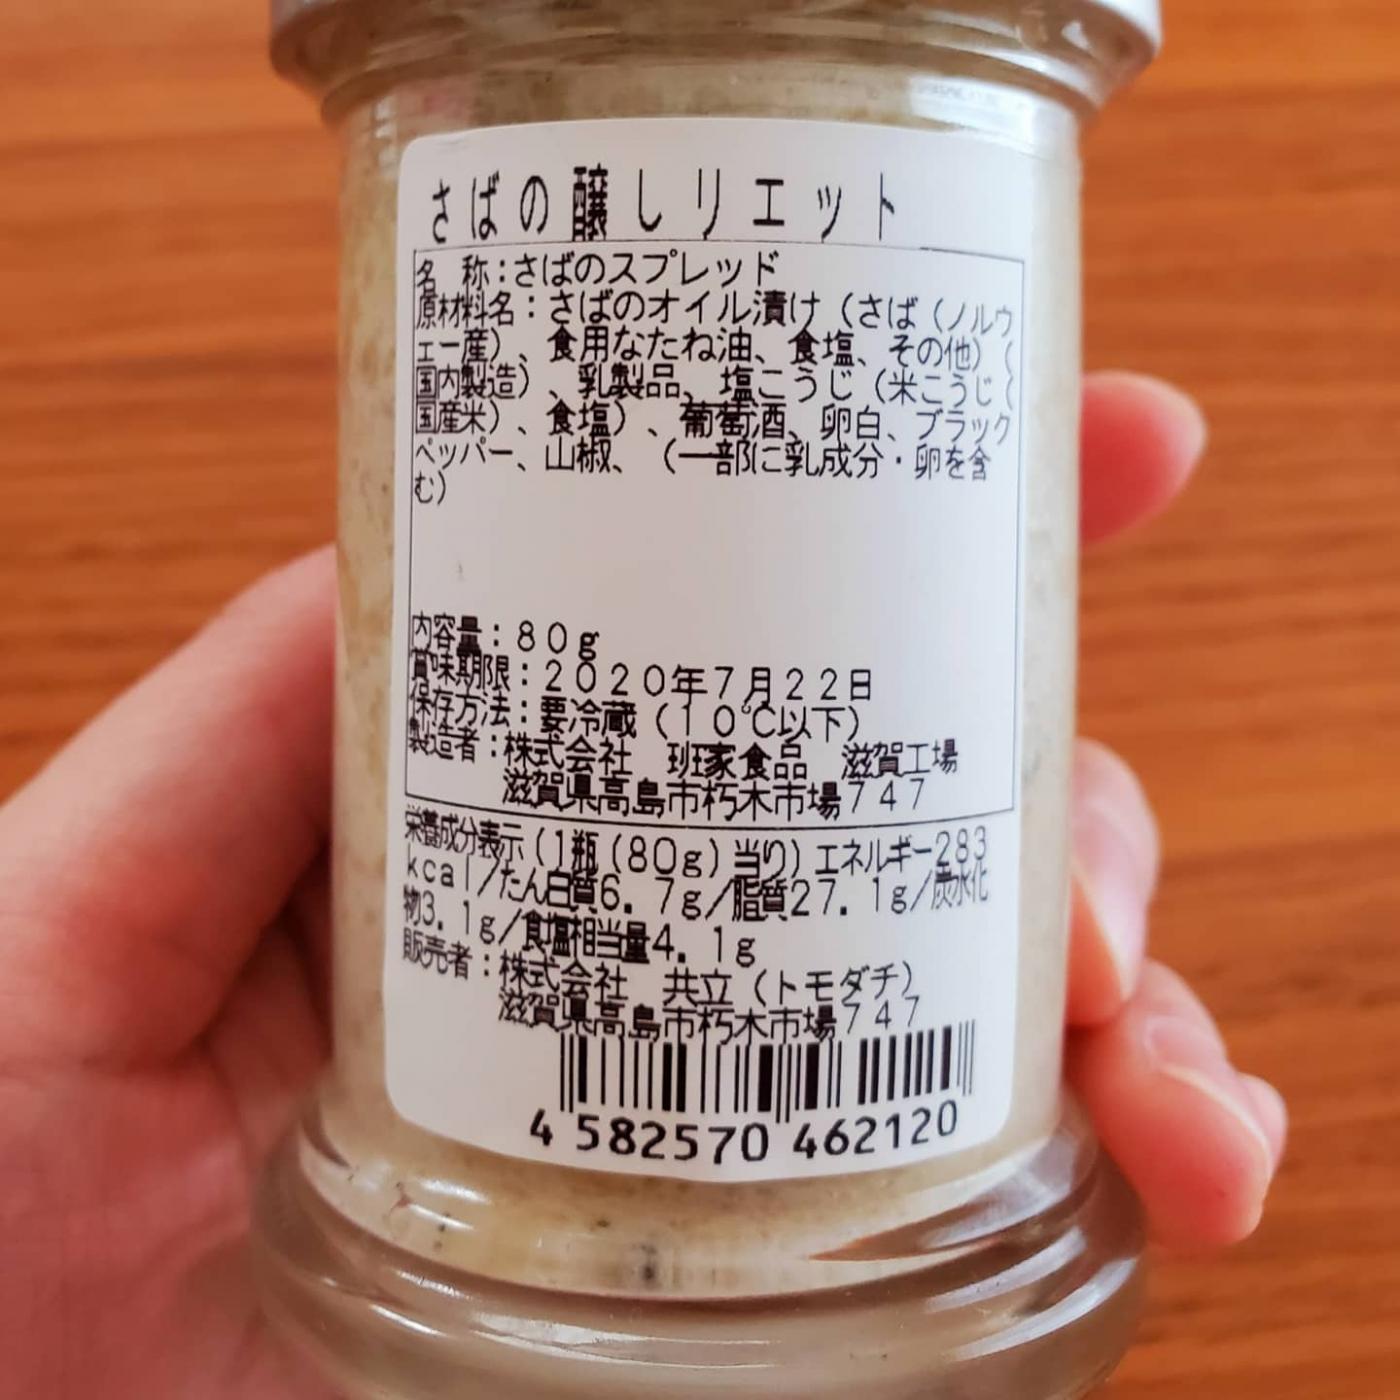 さばの醸しリエット
名　称：さばのスプレッド
原材料名：さばのオイル漬け（さば（ノルウ
ェー産）、食用なたね油、食塩、その他）（
国内製造）、乳製品、塩こうじ（米こうじ（
国産米）、食塩）、葡萄酒、卵白、ブラック
ペッパー、山椒、（一部に乳成分・卵を含
む）
内容量：８０ｇ
賞味期限：２０２０年７月２２日
保存方法：要冷蔵（１０℃以下）
製造者：株式会社　班家食品　滋賀工場
滋賀県高島市朽木市場７４７
栄養成分表示（1瓶（80g）当り）エネルギー283
kcal/たん白質6．7g/脂質27．1g/炭水化
物3．1g/食塩相当量4．1g
販売者：株式会社　共立（トモダチ）
滋賀県高島市朽木市場７４７
4 582570 462120